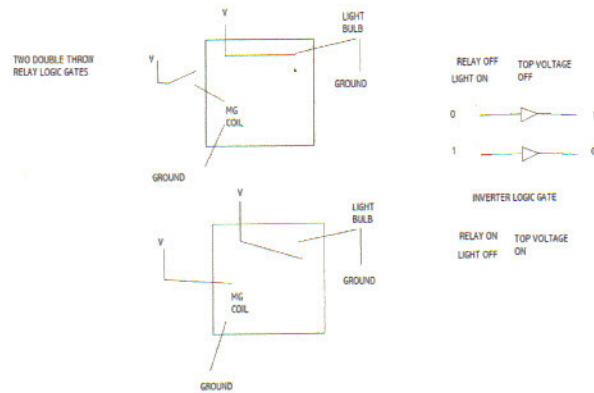 TWO DOUBLE THROW
RELAY LOGIC GATES
V
LIGHT
BULB
V
MG
COIL
GROUND
GROUND
V
LIGHT
BULB
V
MG
COIL
GROUND
GROUND
RELAY OFF
LIGHT ON
TOP VOLTAGE
OFF
0
1
INVERTER LOGIC GATE
RELAY ON
LIGHT OFF
TOP VOLTAGE
ON